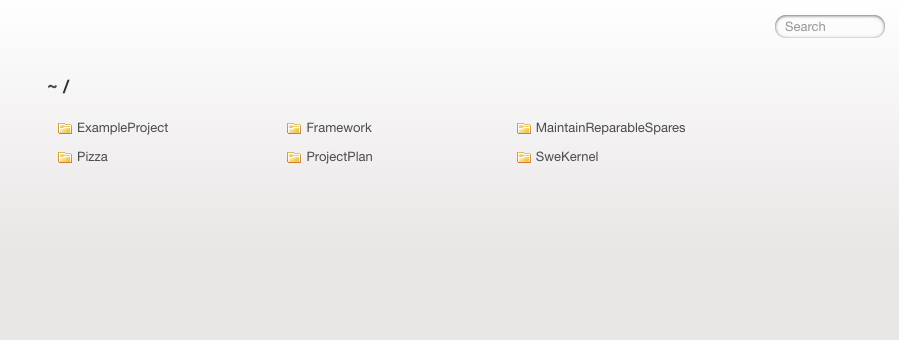 Search
~ /
ExampleProject Framework MaintainReparableSpares
Pizza ProjectPlan SweKernel